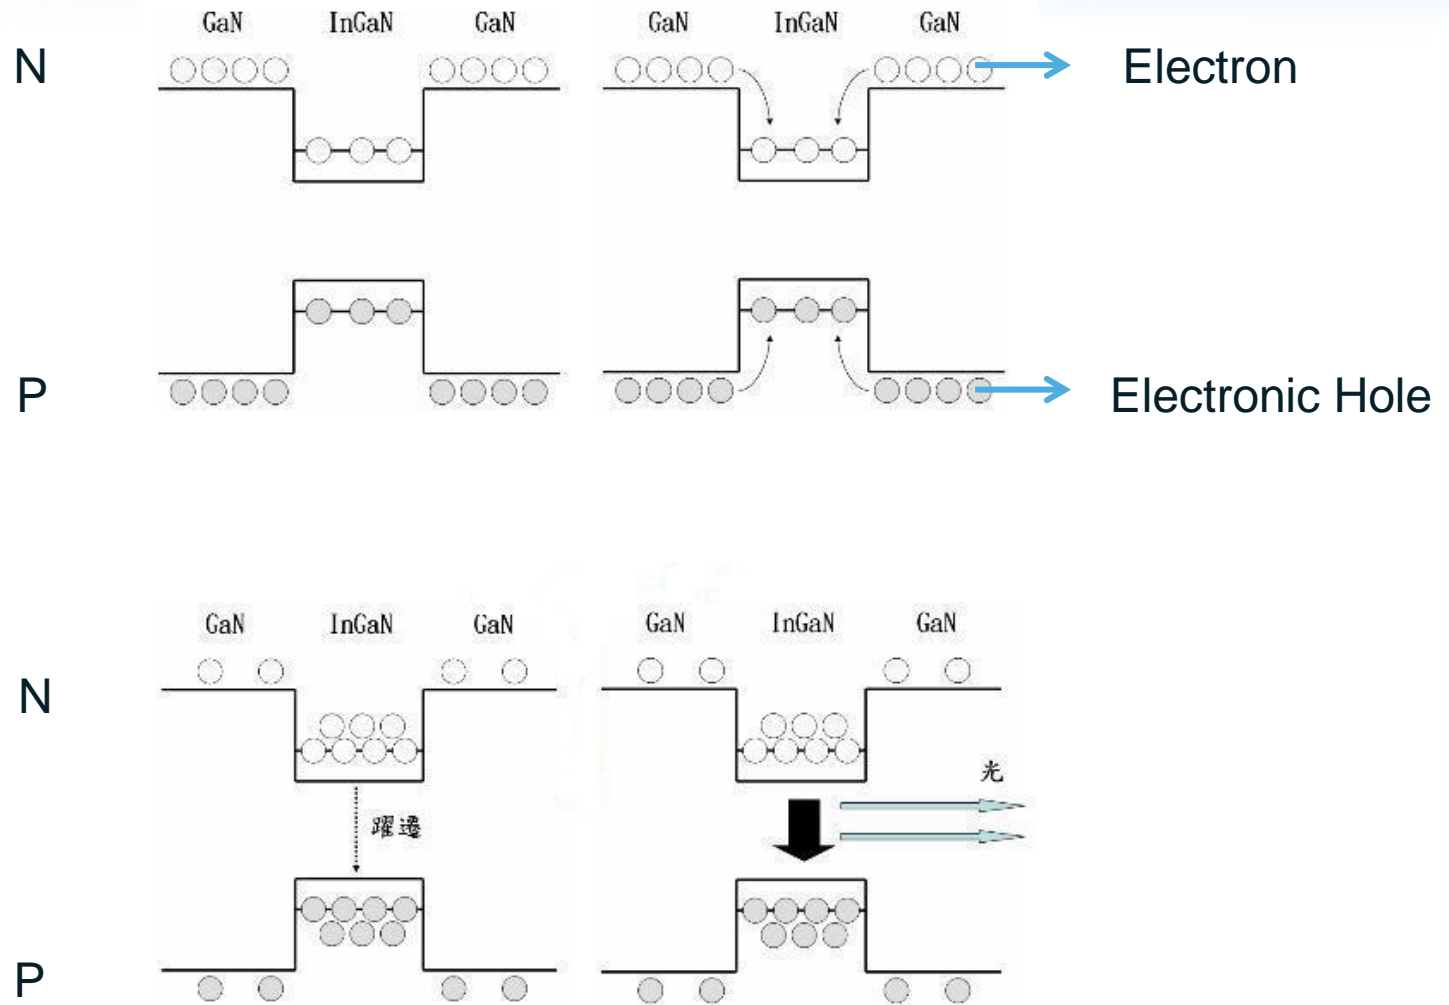 GaN InGaN GaN GaN InGaN GaN
N Electron
P Electronic Hole
GaN InGaN GaN GaN InGaN GaN
N
光
躍遷
P